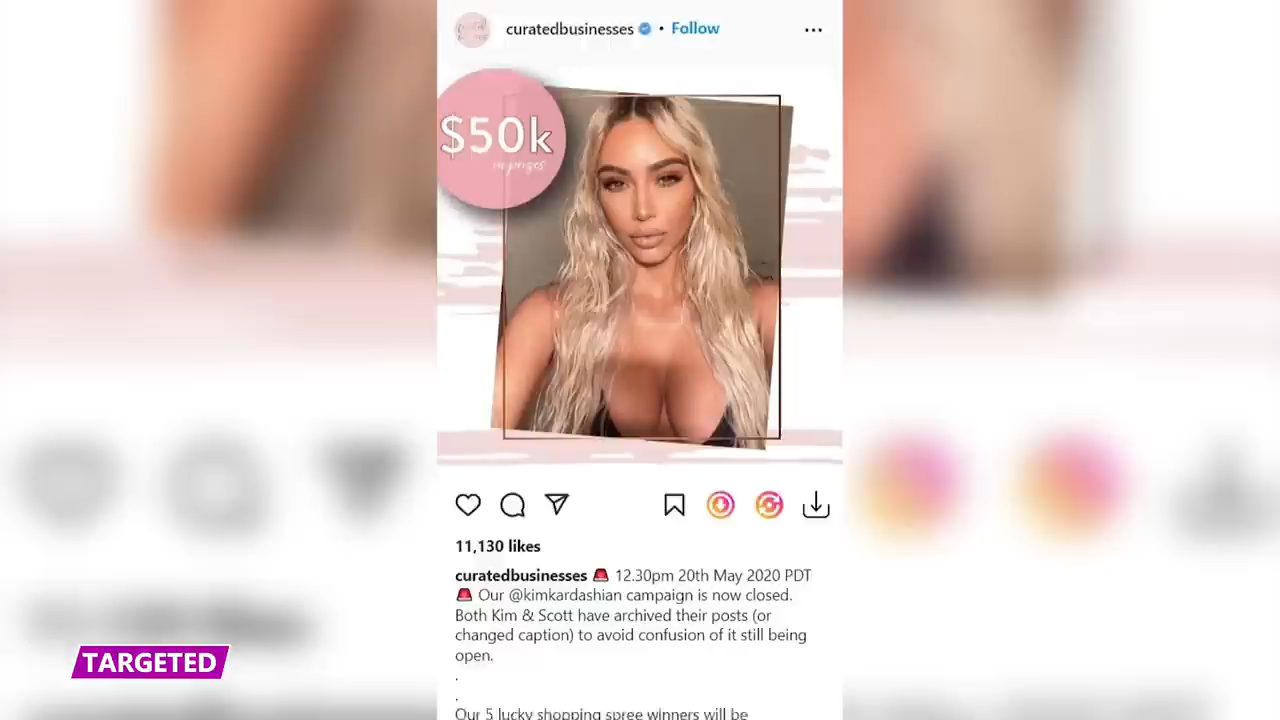 curatedbusinesses • Follow
$50k
in prizes
11,130 likes
curatedbusinesses 🚨 12.30pm 20th May 2020 PDT
🚨 Our @kimkardashian campaign is now closed.
Both Kim & Scott have archived their posts (or
changed caption) to avoid confusion of it still being
open.
.
.
Our 5 lucky shopping spree winners will be
TARGETED